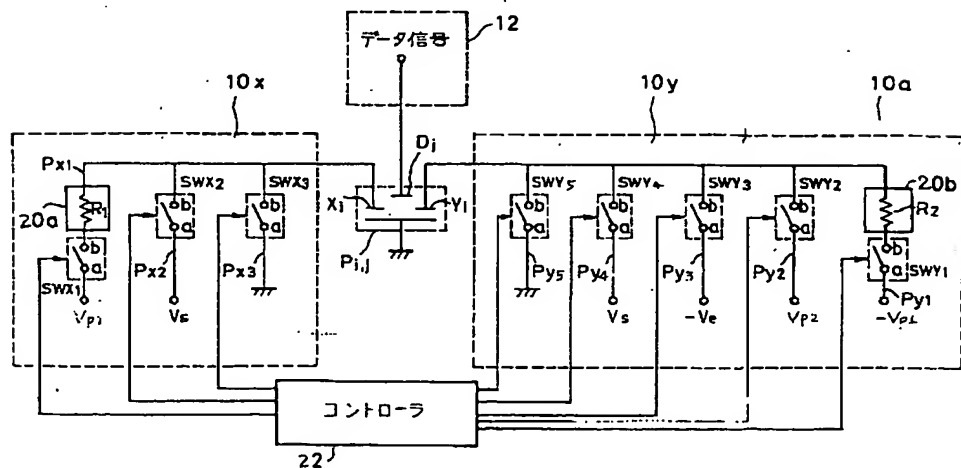 データ信号
12
10x
10y
10a
Px1
Dj
SWX2
SWX3
SWY5
SWY4
SWY3
SWY2
20b
20a
R1
b
a
b
a
b
a
Xi
Yi
Pi,j
b
a
b
a
b
a
b
a
R2
b
a
SWY1
SWX1
Px2
Px3
Py5
Py4
Py3
Py2
Py1
Vp1
Vs
Vs
-Ve
Vp2
-Vp1
コントローラ
22